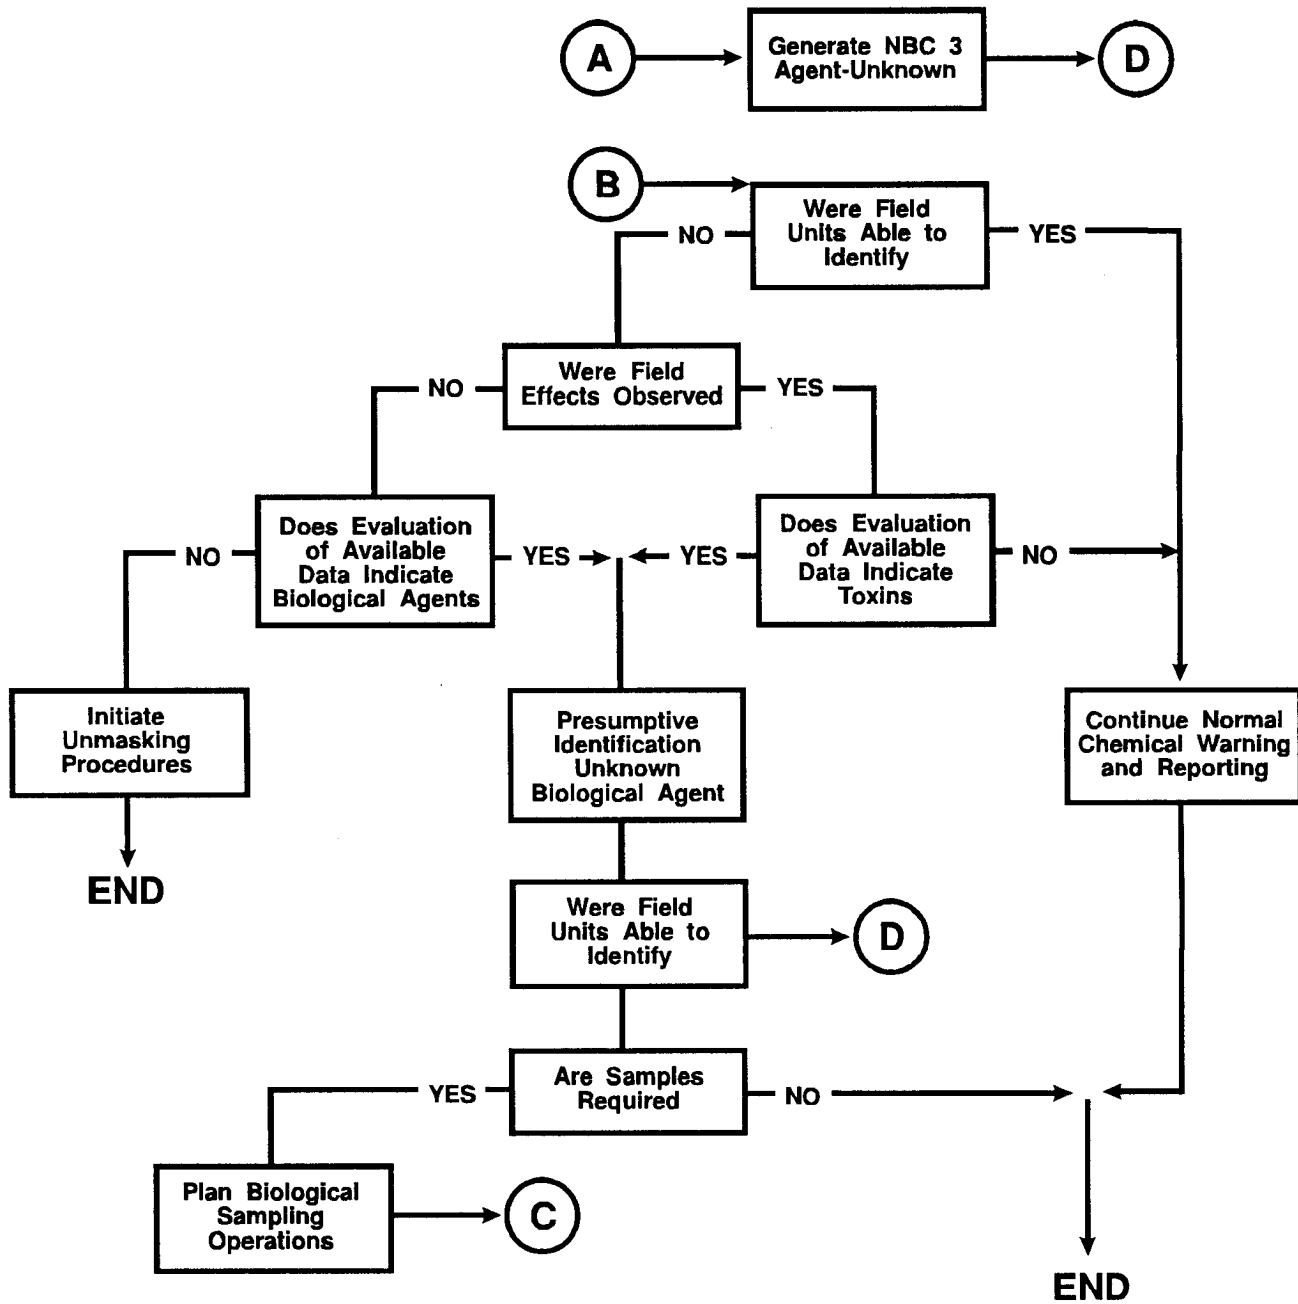 A
Generate NBC 3
Agent-Unknown
D
B
Were Field
Units Able to
Identify
NO
YES
Were Field
Effects Observed
NO
YES
Does Evaluation
of Available
Data Indicate
Biological Agents
NO
YES
Does Evaluation
of Available
Data Indicate
Toxins
YES
NO
Initiate
Unmasking
Procedures
Presumptive
Identification
Unknown
Biological Agent
Continue Normal
Chemical Warning
and Reporting
END
Were Field
Units Able to
Identify
D
Are Samples
Required
YES
NO
Plan Biological
Sampling
Operations
C
END